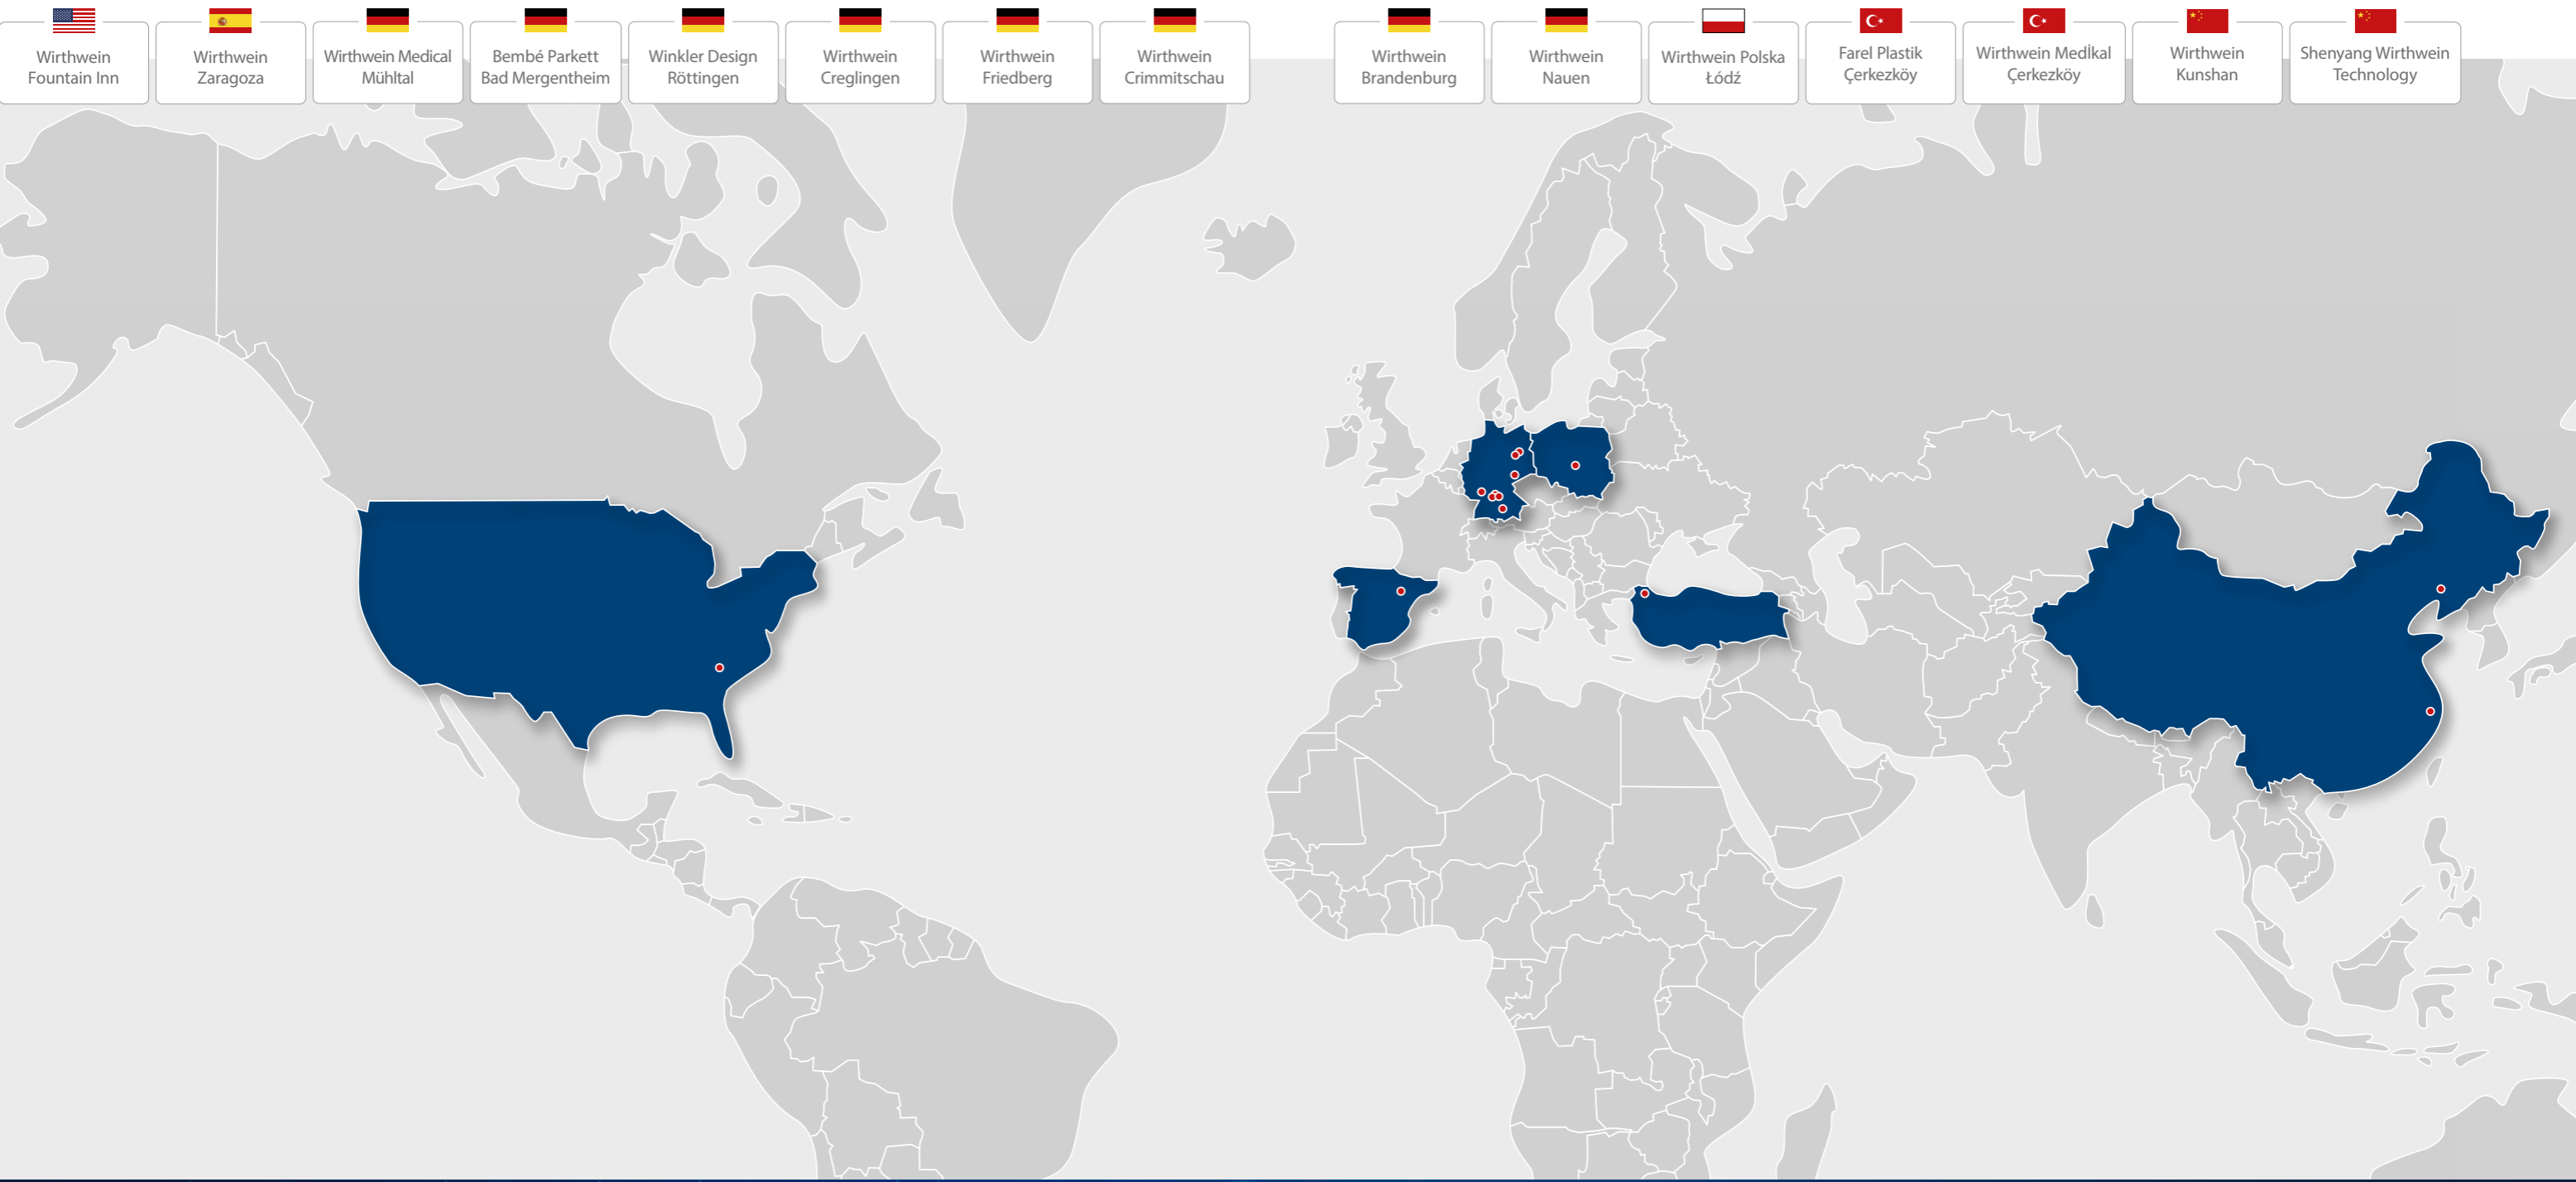 Wirthwein
Fountain Inn
Wirthwein
Zaragoza
Wirthwein Medical
Mühltal
Bembé Parkett
Bad Mergentheim
Winkler Design
Röttingen
Wirthwein
Creglingen
Wirthwein
Friedberg
Wirthwein
Crimmitschau
Wirthwein
Brandenburg
Wirthwein
Nauen
Wirthwein Polska
Łódź
Farel Plastik
Çerkezköy
Wirthwein Medİkal
Çerkezköy
Wirthwein
Kunshan
Shenyang Wirthwein
Technology